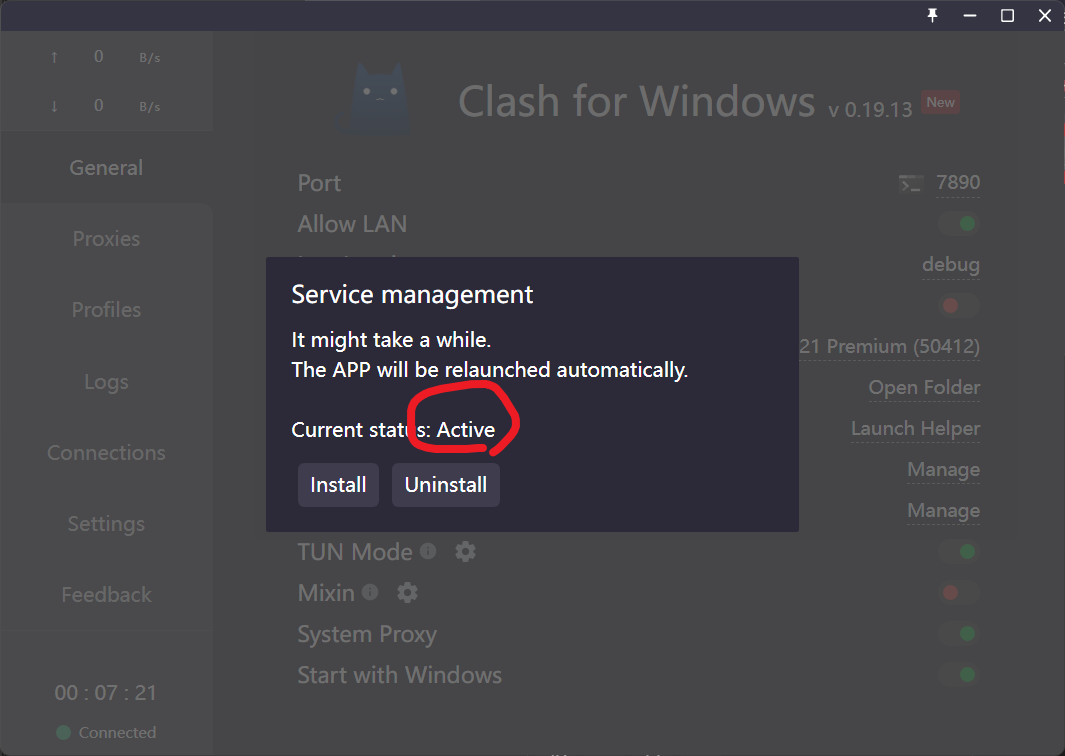 ↑ 0 B/s
↓ 0 B/s
General
Proxies
Profiles
Logs
Connections
Settings
Feedback
00 : 07 : 21
Connected
Clash for Windows v 0.19.13 New
Port 7890
Allow LAN
debug
21 Premium (50412)
Open Folder
Launch Helper
Manage
Manage
Service management
It might take a while.
The APP will be relaunched automatically.
Current status: Active
Install Uninstall
TUN Mode
Mixin
System Proxy
Start with Windows